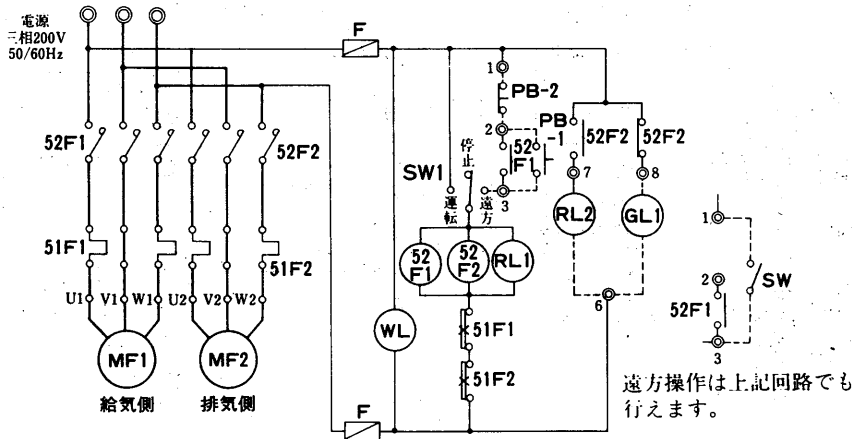 電源
三相200V
50/60Hz
F
1
PB-2
2
52
F1
PB
-1
3
52F2
52F2
7
8
52F1
52F2
SW1
停止
運転
遠方
RL2
GL1
52
F1
52
F2
RL1
51F1
51F2
U1
V1
W1
U2
V2
W2
MF1
MF2
給気側
排気側
WL
51F1
51F2
6
F
1
2
52F1
3
SW
遠方操作は上記回路でも
行えます。